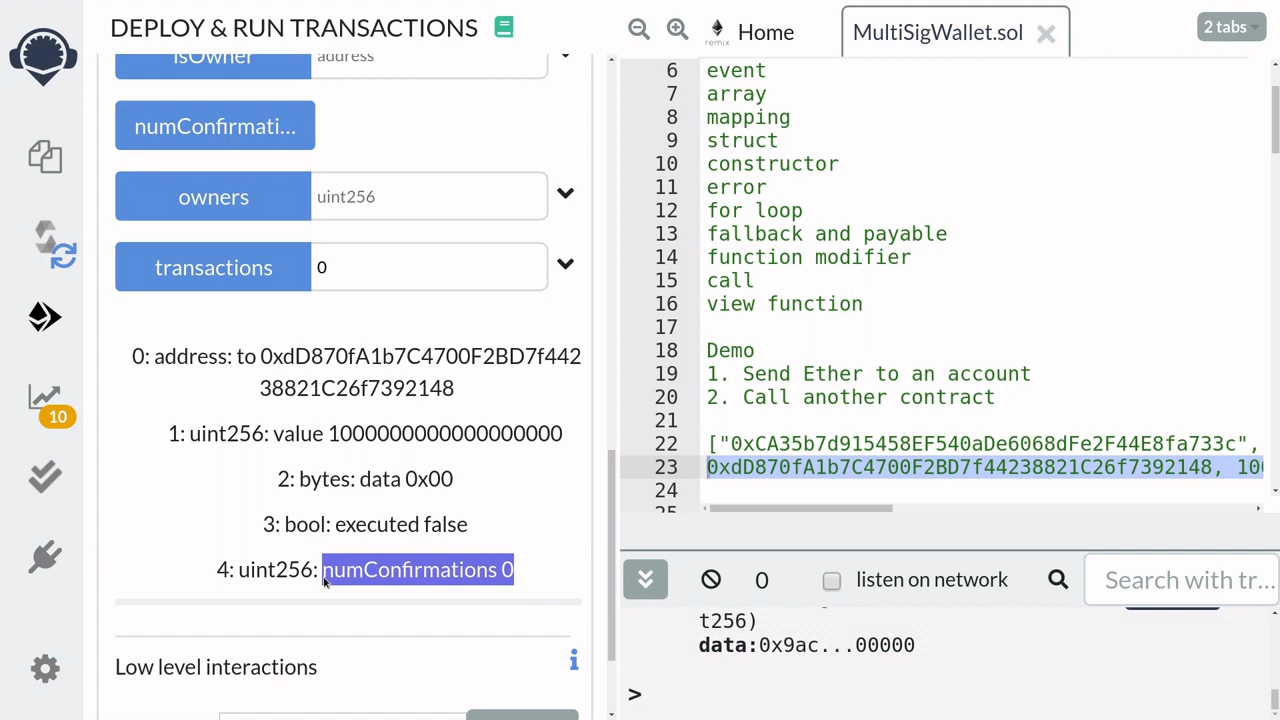 DEPLOY & RUN TRANSACTIONS
isOwner
address
numConfirmati...
owners
uint256
transactions
0
0: address: to 0xdD870fA1b7C4700F2BD7f442
38821C26f7392148
1: uint256: value 1000000000000000000
2: bytes: data 0x00
3: bool: executed false
4: uint256: numConfirmations 0
Low level interactions
10
remix
Home
MultiSigWallet.sol
2 tabs
6 event
7 array
8 mapping
9 struct
10 constructor
11 error
12 for loop
13 fallback and payable
14 function modifier
15 call
16 view function
17
18 Demo
19 1. Send Ether to an account
20 2. Call another contract
21
22 ["0xCA35b7d915458EF540aDe6068dFe2F44E8fa733c",
23 0xdD870fA1b7C4700F2BD7f44238821C26f7392148, 100
24
25
0
listen on network
Search with tr...
t256)
data:0x9ac...00000
>